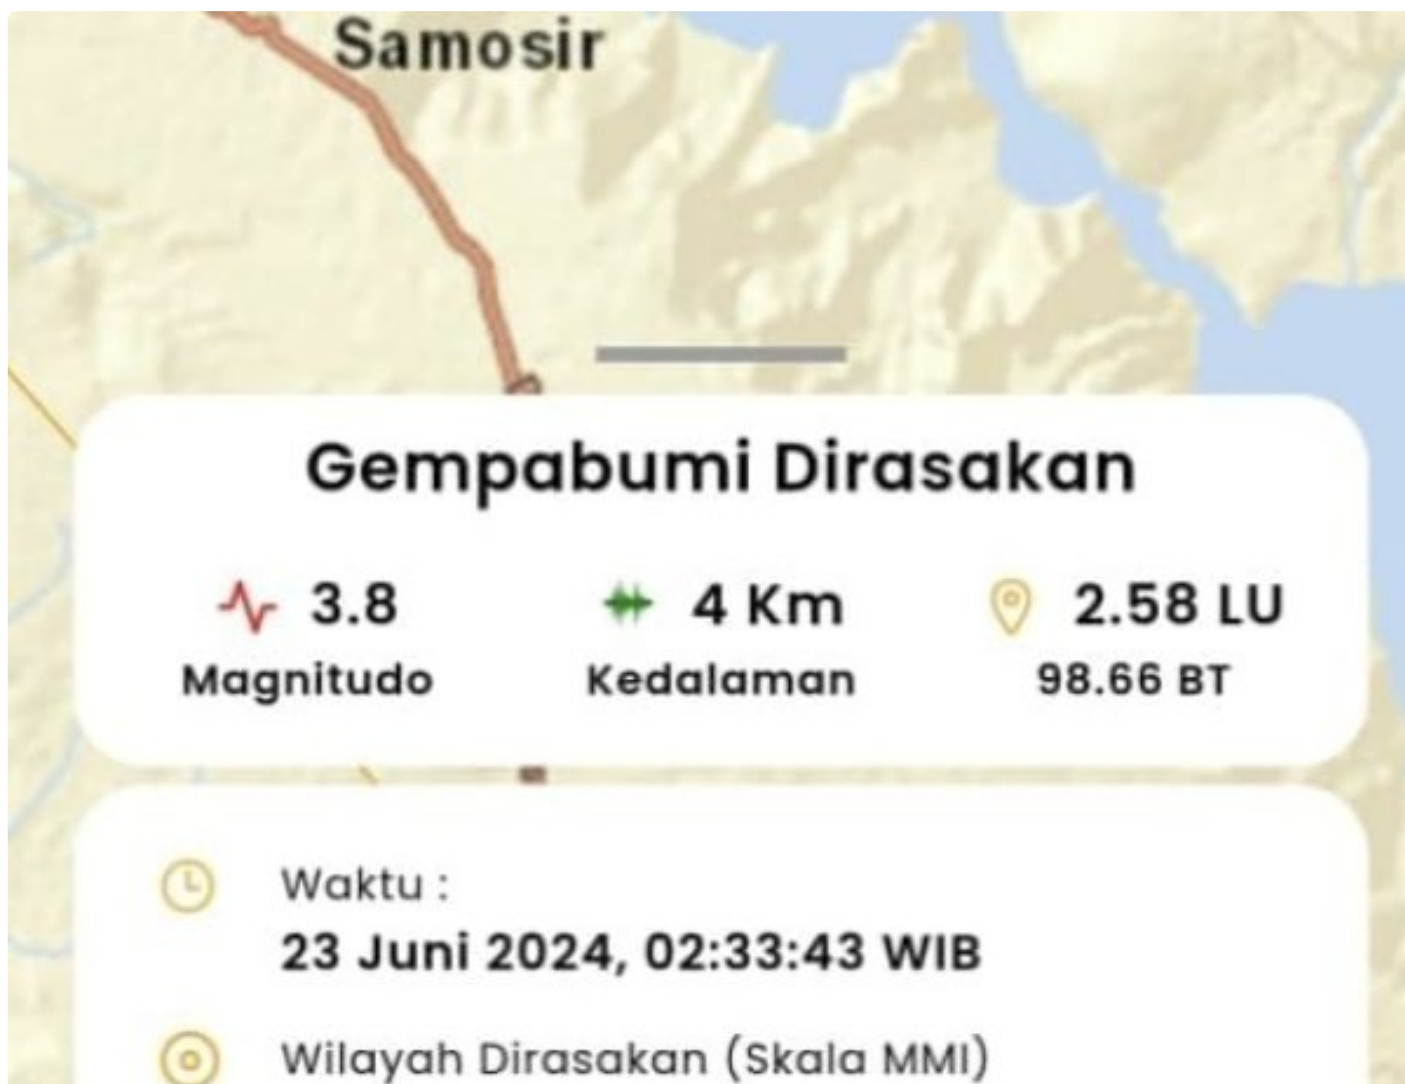 Samosir
Gempabumi Dirasakan
3.8 4 Km 2.58 LU
Magnitudo Kedalaman 98.66 BT
Waktu :
23 Juni 2024, 02:33:43 WIB
Wilayah Dirasakan (Skala MMI)